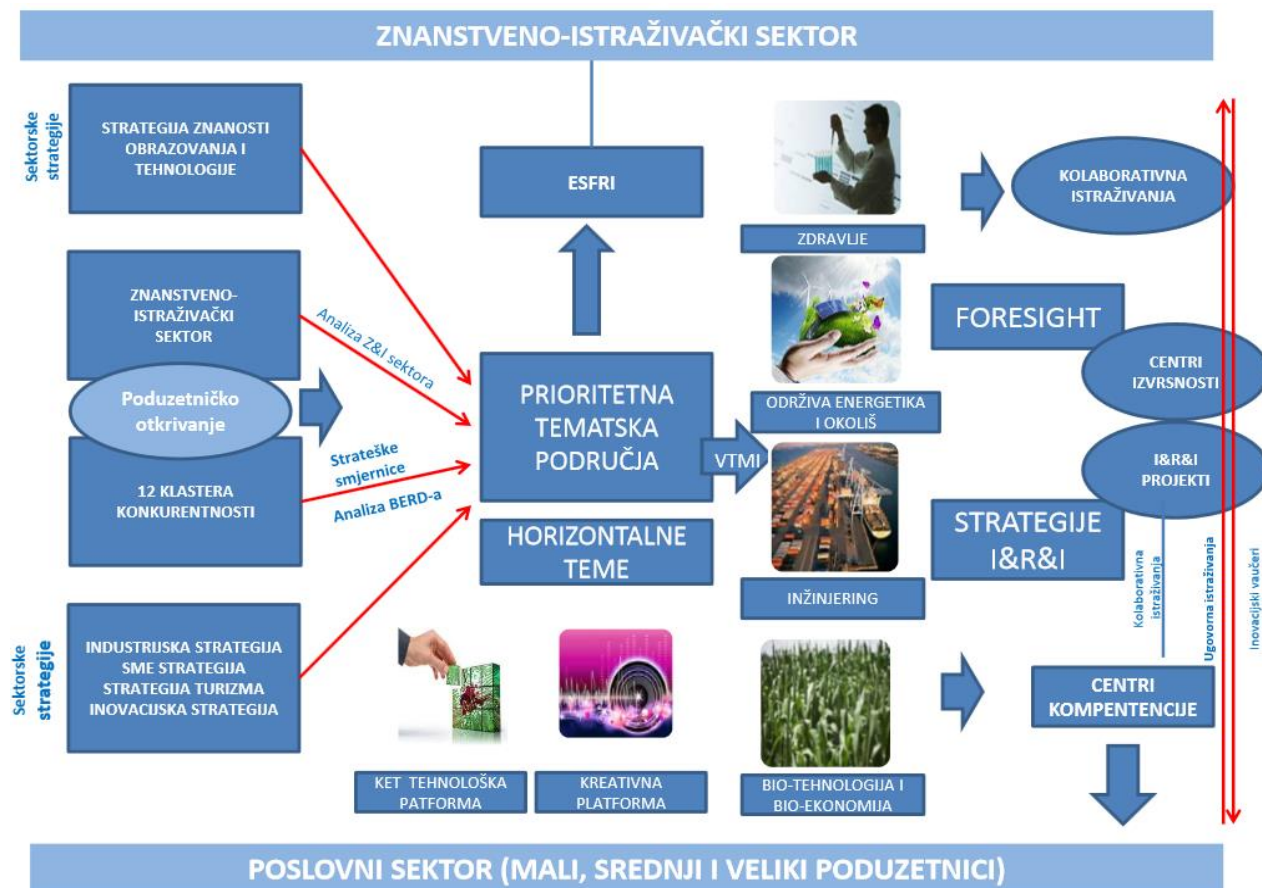 ZNANSTVENO-ISTRAŽIVAČKI SEKTOR
Sektorske
strategije
STRATEGIJA ZNANOSTI
OBRAZOVANJA I
TEHNOLOGIJE
ZNANSTVENO-
ISTRAŽIVAČKI
SEKTOR
Poduzetničko
otkrivanje
12 KLASTERA
KONKURENTNOSTI
Sektorske
strategije
INDUSTRIJSKA STRATEGIJA
SME STRATEGIJA
STRATEGIJA TURIZMA
INOVACIJSKA STRATEGIJA
Analiza Z&I sektora
Strateške
smjernice
Analiza BERD-a
ESFRI
PRIORITETNA
TEMATSKA
PODRUČJA
HORIZONTALNE
TEME
VTMI
KET TEHNOLOŠKA
PATFORMA
KREATIVNA
PLATFORMA
ZDRAVLJE
ODRŽIVA ENERGETIKA
I OKOLIŠ
INŽINJERING
BIO-TEHNOLOGIJA I
BIO-EKONOMIJA
KOLABORATIVNA
ISTRAŽIVANJA
FORESIGHT
CENTRI
IZVRSNOSTI
I&R&I
PROJEKTI
STRATEGIJE
I&R&I
Kolaborativna
istraživanja
Ugovorna istraživanja
Inovacijski vaučeri
CENTRI
KOMPENTENCIJE
POSLOVNI SEKTOR (MALI, SREDNJI I VELIKI PODUZETNICI)